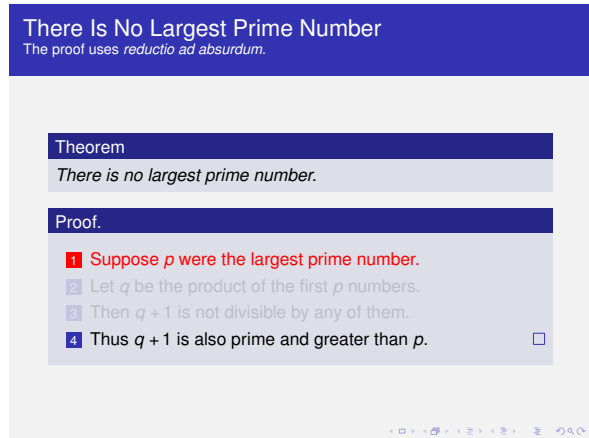 There Is No Largest Prime Number
The proof uses reductio ad absurdum.
Theorem
There is no largest prime number.
Proof.
1 Suppose p were the largest prime number.
2 Let q be the product of the first p numbers.
3 Then q + 1 is not divisible by any of them.
4 Thus q + 1 is also prime and greater than p.